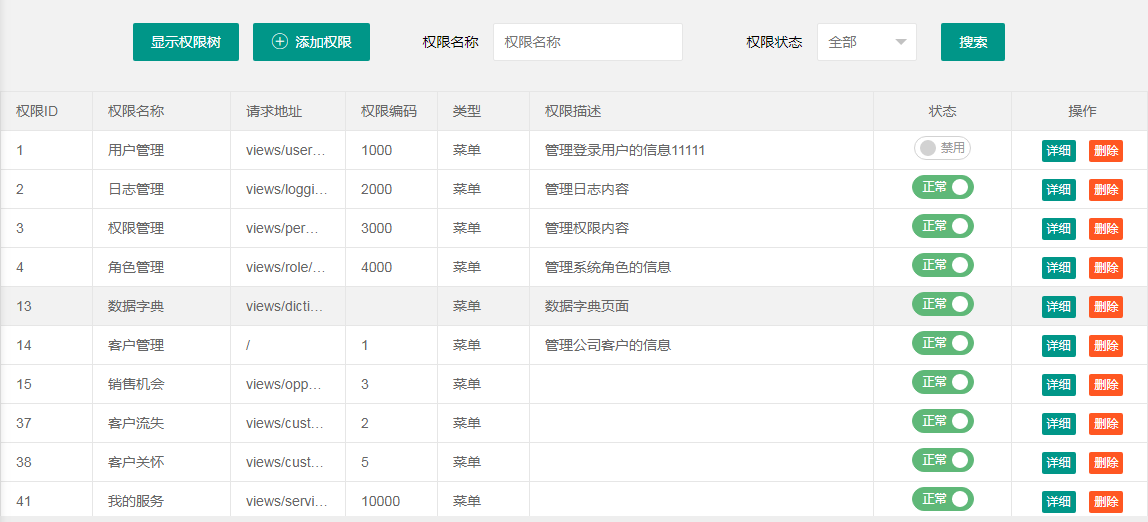 显示权限树 添加权限 权限名称 权限名称 权限状态 全部 搜索
权限ID 权限名称 请求地址 权限编码 类型 权限描述 状态 操作
1 用户管理 views/user... 1000 菜单 管理登录用户的信息11111 禁用 详细 删除
2 日志管理 views/loggi... 2000 菜单 管理日志内容 正常 详细 删除
3 权限管理 views/per... 3000 菜单 管理权限内容 正常 详细 删除
4 角色管理 views/role/... 4000 菜单 管理系统角色的信息 正常 详细 删除
13 数据字典 views/dicti... 菜单 数据字典页面 正常 详细 删除
14 客户管理 / 1 菜单 管理公司客户的信息 正常 详细 删除
15 销售机会 views/opp... 3 菜单 正常 详细 删除
37 客户流失 views/cust... 2 菜单 正常 详细 删除
38 客户关怀 views/cust... 5 菜单 正常 详细 删除
41 我的服务 views/servi... 10000 菜单 正常 详细 删除